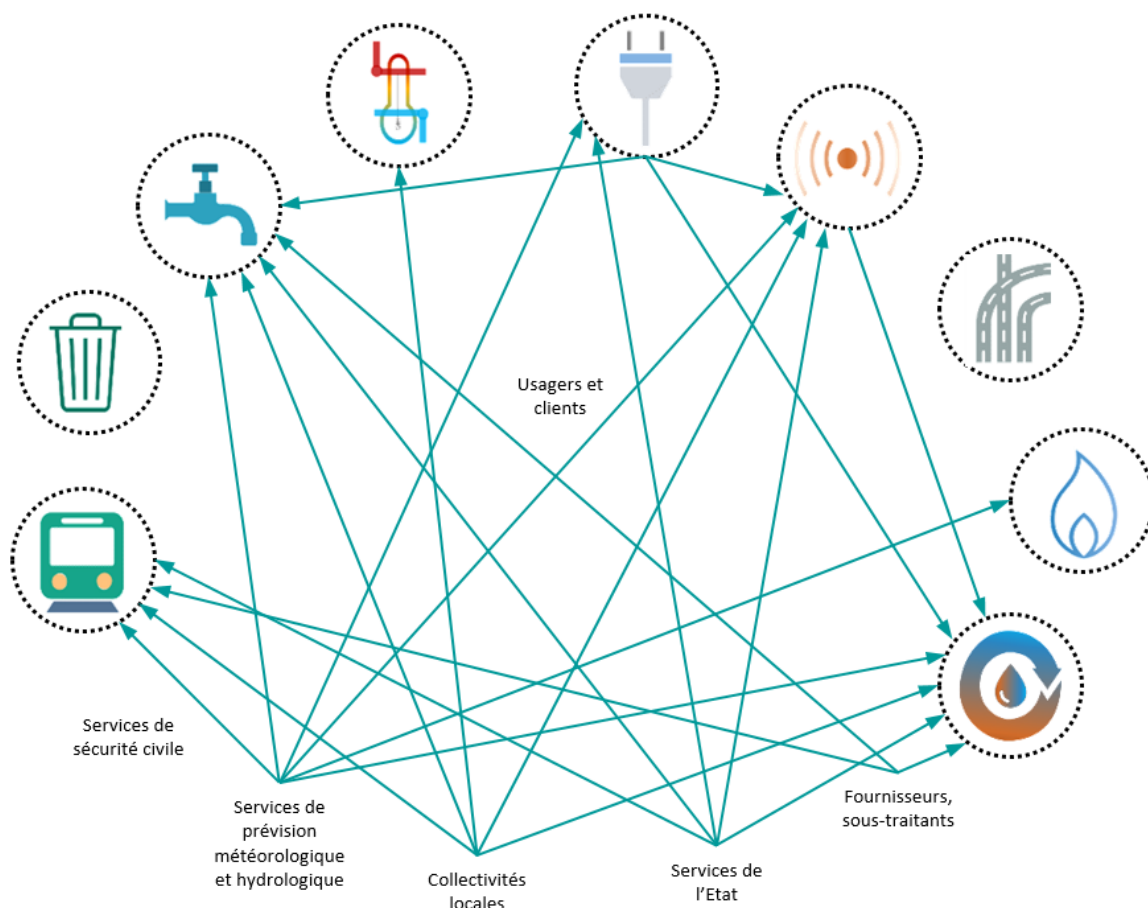 Usagers et
clients
Services de
sécurité civile
Services de
prévision
météorologique
et hydrologique
Collectivités
locales
Services de
l’Etat
Fournisseurs,
sous-traitants